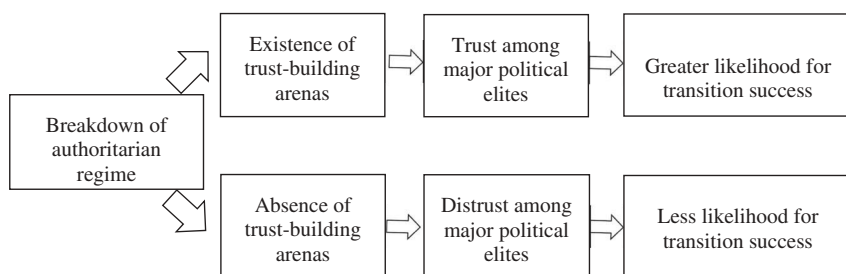 Existence of
trust-building
arenas
Trust among
major political
elites
Greater likelihood for
transition success
Breakdown of
authoritarian
regime
Absence of
trust-building
arenas
Distrust among
major political
elites
Less likelihood for
transition success